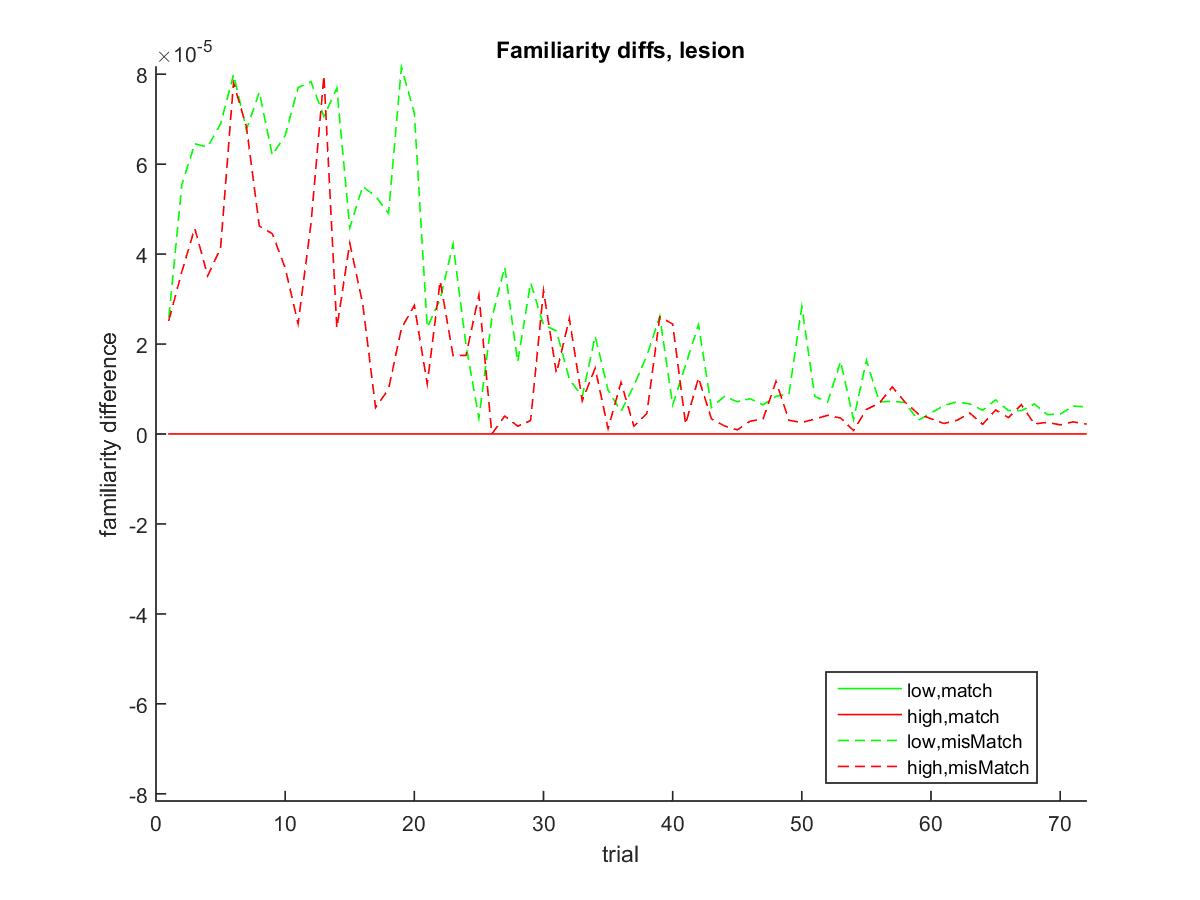 Familiarity diffs, lesion
×10-5
8
6
4
2
0
-2
-4
-6
-8
familiarity difference
0 10 20 30 40 50 60 70
trial
low,match
high,match
low,misMatch
high,misMatch